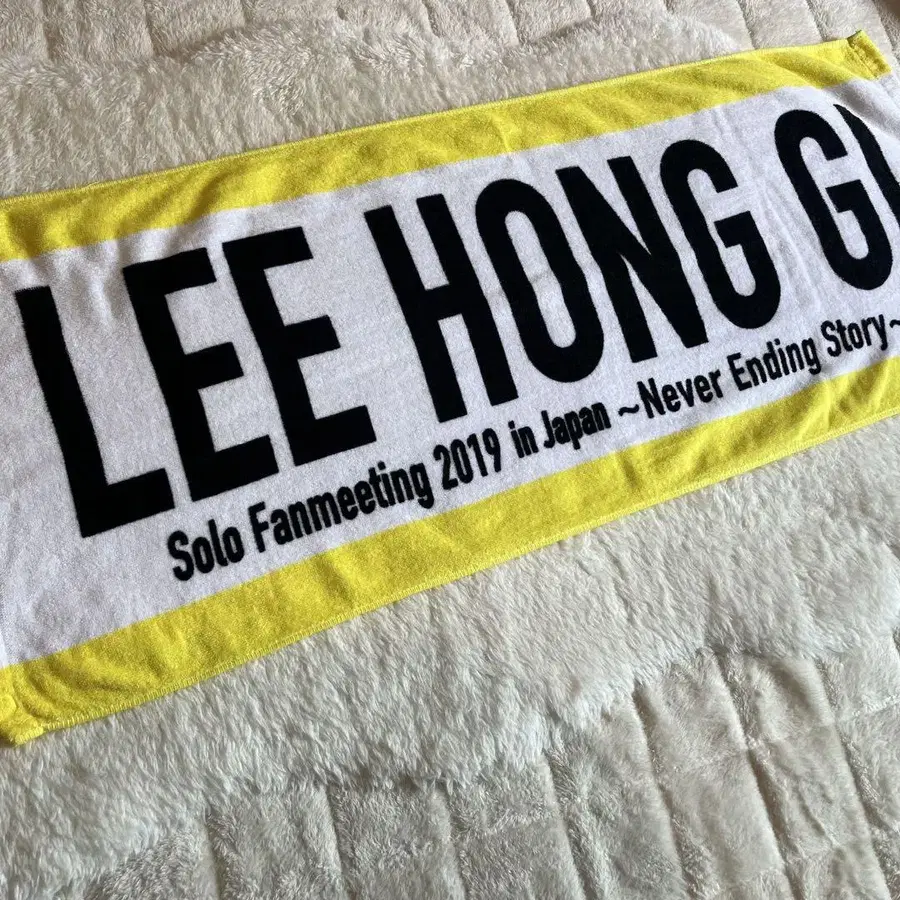 LEE HONG G
Solo Fanmeeting 2019 in Japan ~Never Ending Story~